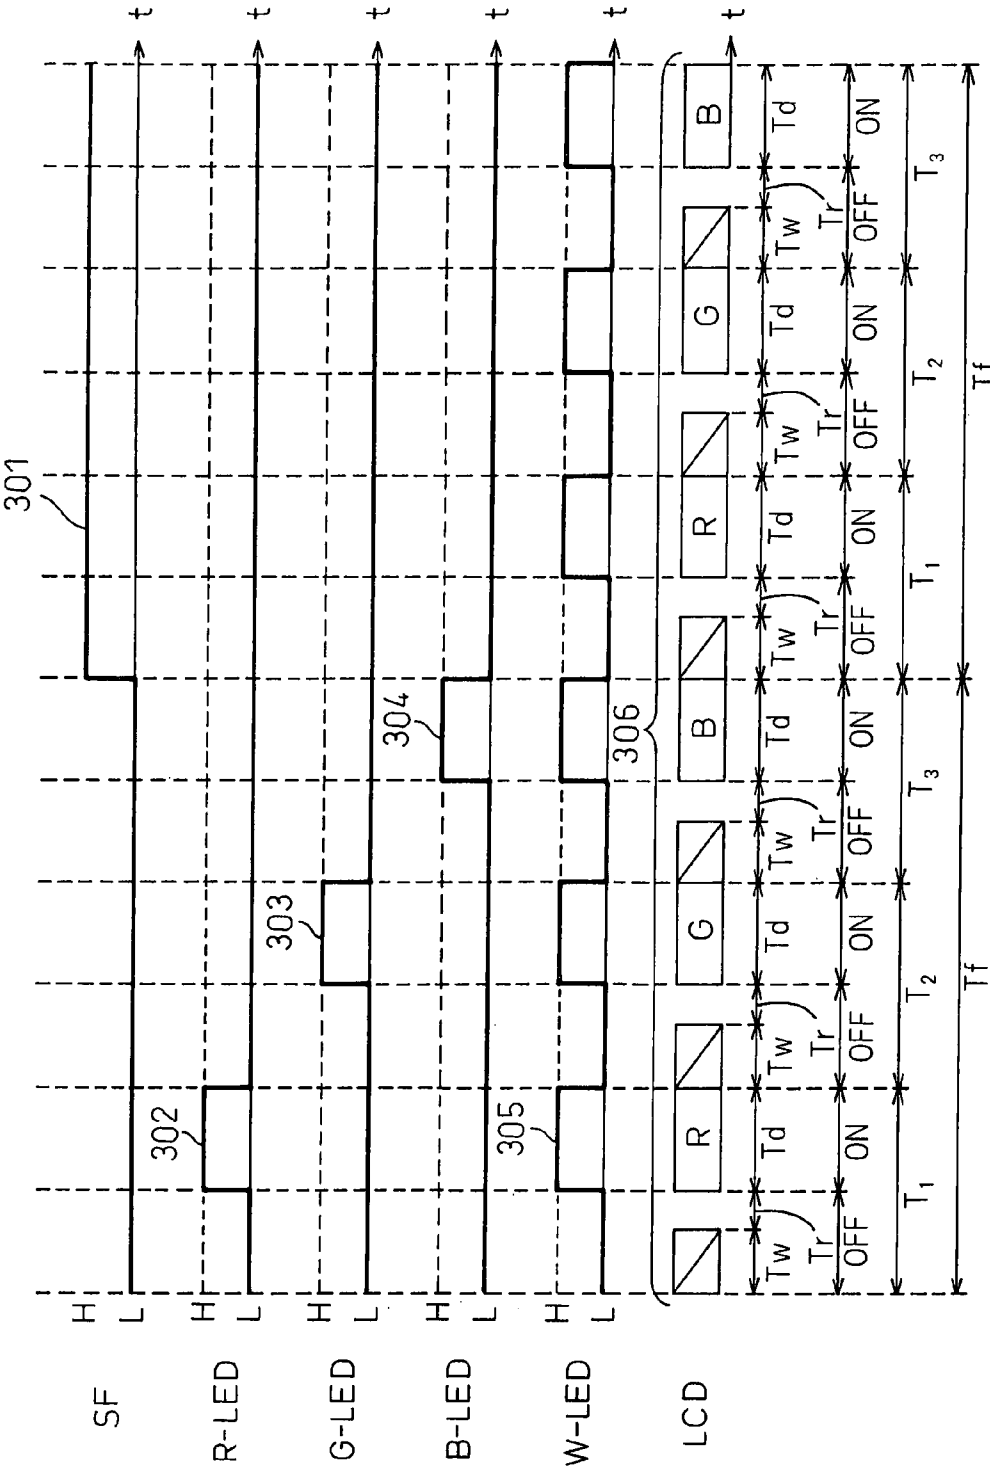 SF H L 301 t
R-LED H L 302 t
G-LED H L 303 t
B-LED H L 304 t
W-LED H L 305 t
306
LCD R G B R G B t
Tw Td Tw Td Tw Td Tw Td Tw Td Tw Td
Tr Tr Tr Tr Tr Tr
OFF ON OFF ON OFF ON OFF ON OFF ON OFF ON
T1 T2 T3 T1 T2 T3
Tf Tf